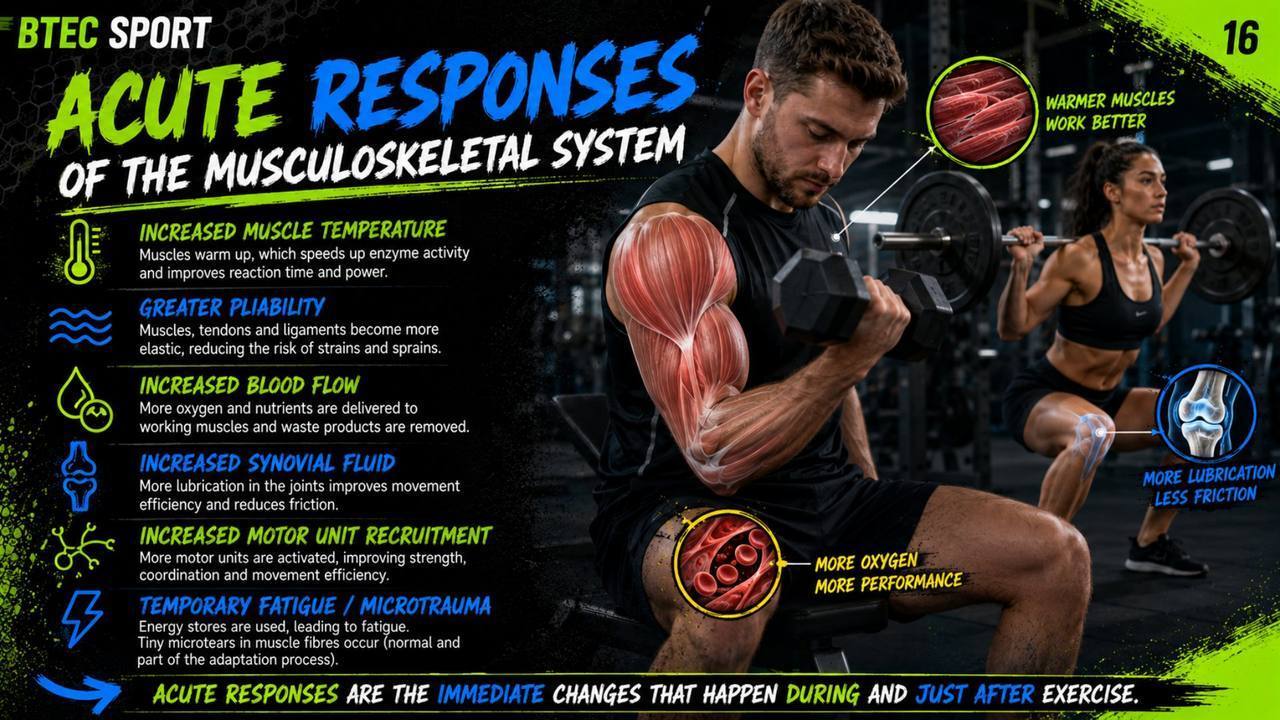 BTEC SPORT
16
ACUTE RESPONSES
OF THE MUSCULOSKELETAL SYSTEM
INCREASED MUSCLE TEMPERATURE
Muscles warm up, which speeds up enzyme activity
and improves reaction time and power.
GREATER PLIABILITY
Muscles, tendons and ligaments become more
elastic, reducing the risk of strains and sprains.
INCREASED BLOOD FLOW
More oxygen and nutrients are delivered to
working muscles and waste products are removed.
INCREASED SYNOVIAL FLUID
More lubrication in the joints improves movement
efficiency and reduces friction.
INCREASED MOTOR UNIT RECRUITMENT
More motor units are activated, improving strength,
coordination and movement efficiency.
TEMPORARY FATIGUE / MICROTRAUMA
Energy stores are used, leading to fatigue.
Tiny microtears in muscle fibres occur (normal and
part of the adaptation process).
WARMER MUSCLES
WORK BETTER
MORE LUBRICATION
LESS FRICTION
MORE OXYGEN
MORE PERFORMANCE
ACUTE RESPONSES ARE THE IMMEDIATE CHANGES THAT HAPPEN DURING AND JUST AFTER EXERCISE.